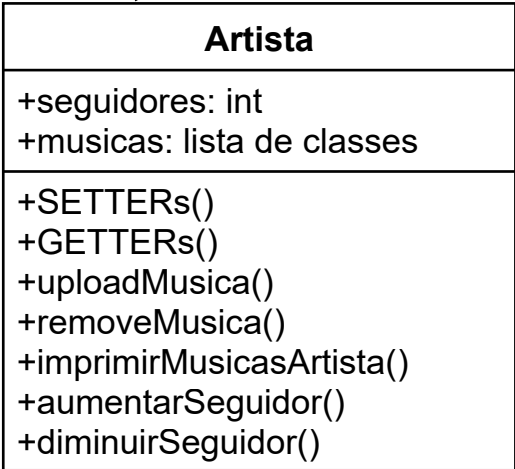 Artista
+seguidores: int
+musicas: lista de classes
+SETTERs()
+GETTERs()
+uploadMusica()
+removeMusica()
+imprimirMusicasArtista()
+aumentarSeguidor()
+diminuirSeguidor()